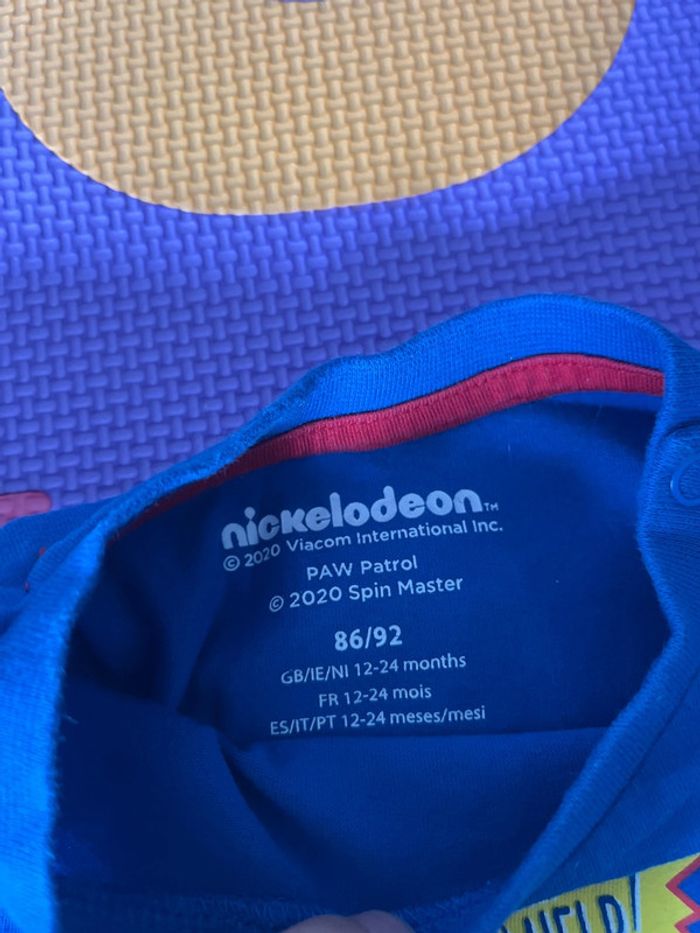 nickelodeon™
© 2020 Viacom International Inc.
PAW Patrol
© 2020 Spin Master
86/92
GB/IE/NI 12-24 months
FR 12-24 mois
ES/IT/PT 12-24 meses/mesi